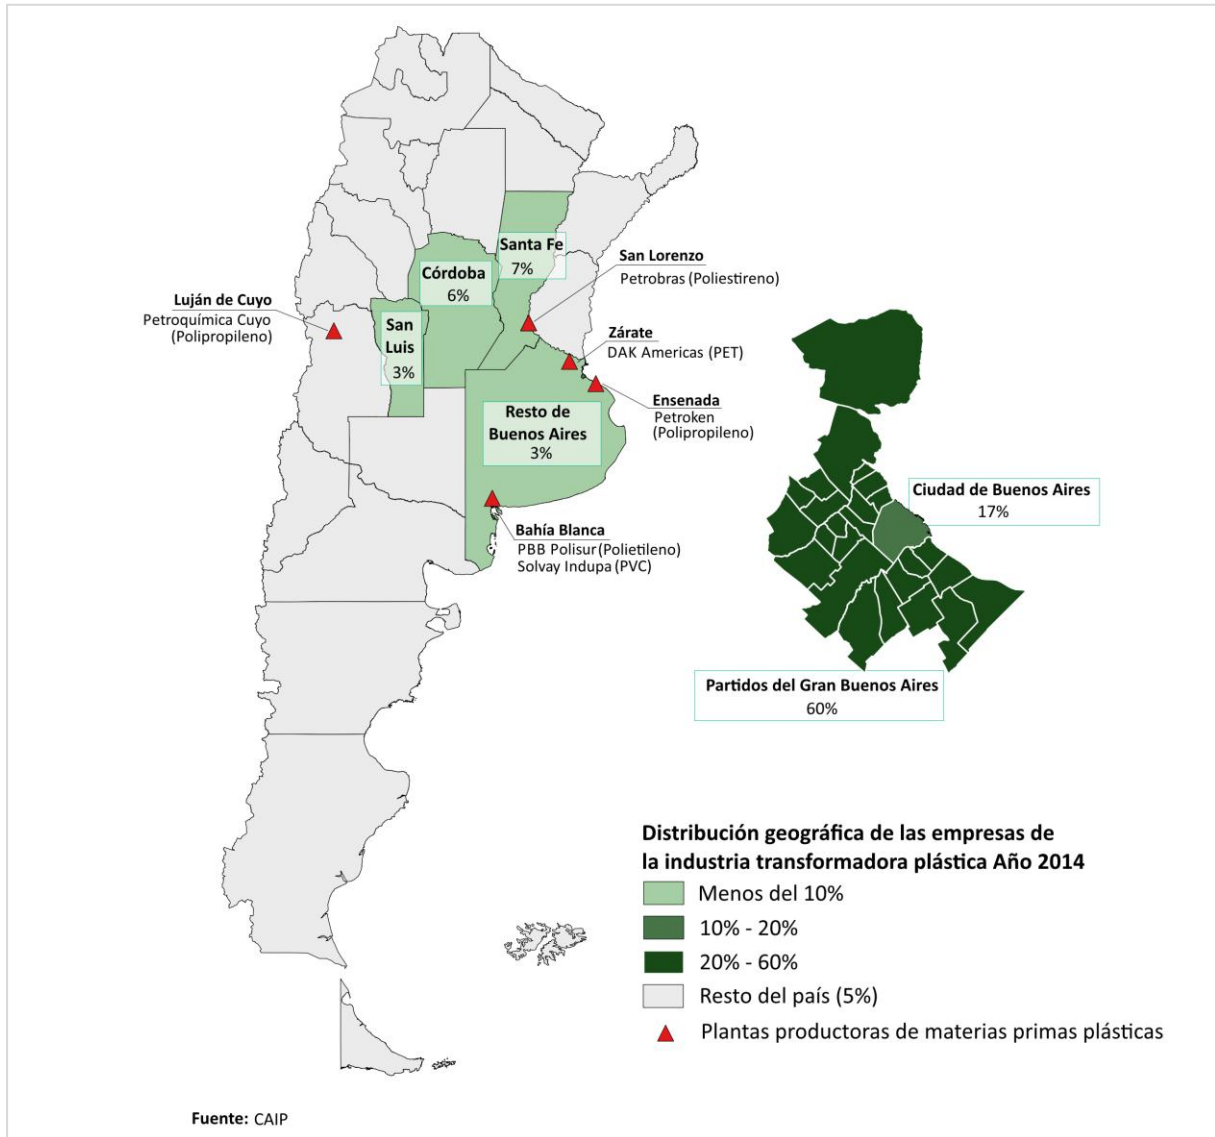 Santa Fe
7%
Córdoba
6%
San Lorenzo
Petrobras (Poliestireno)
Luján de Cuyo
Petroquímica Cuyo
(Polipropileno)
San
Luis
3%
Zárate
DAK Americas (PET)
Ensenada
Petroken
(Polipropileno)
Resto de
Buenos Aires
3%
Bahía Blanca
PBB Polisur (Polietileno)
Solvay Indupa (PVC)
Ciudad de Buenos Aires
17%
Partidos del Gran Buenos Aires
60%
Distribución geográfica de las empresas de
la industria transformadora plástica Año 2014
Menos del 10%
10% - 20%
20% - 60%
Resto del país (5%)
Plantas productoras de materias primas plásticas
Fuente: CAIP